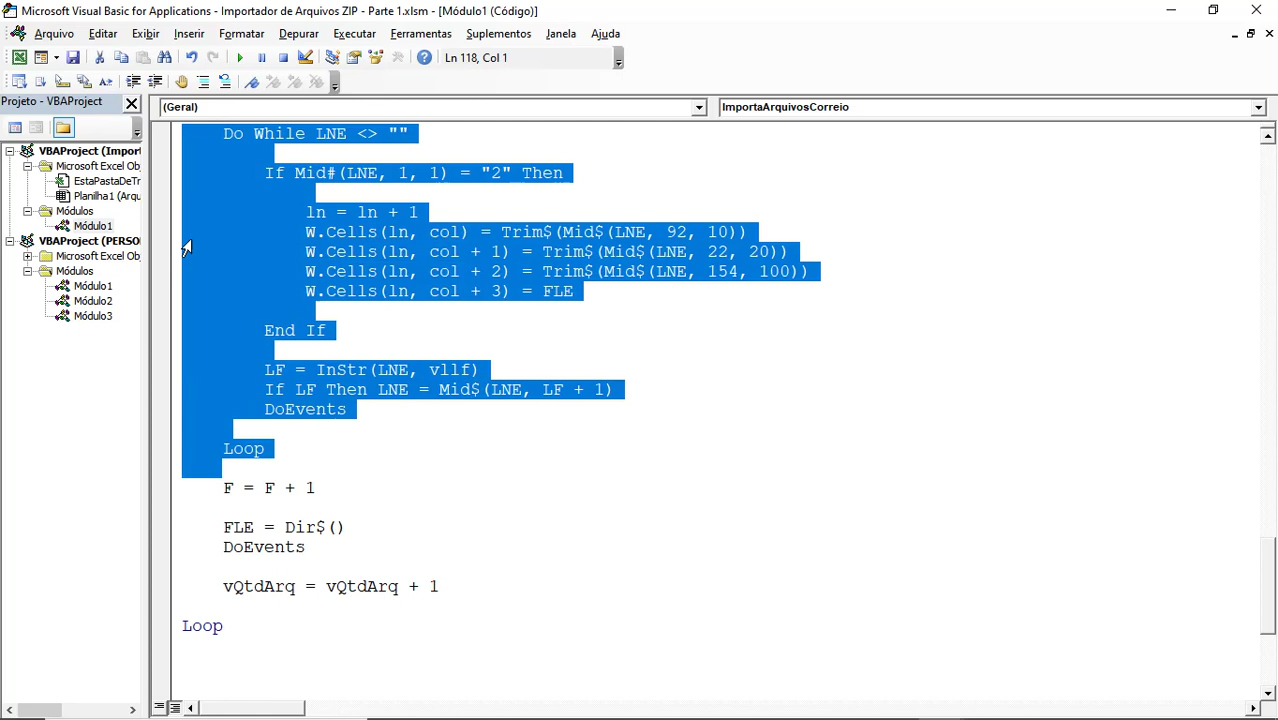 Microsoft Visual Basic for Applications - Importador de Arquivos ZIP - Parte 1.xlsm - [Módulo1 (Código)]
Arquivo Editar Exibir Inserir Formatar Depurar Executar Ferramentas Suplementos Janela Ajuda
Ln 118, Col 1
Projeto - VBAProject
(Geral)
ImportaArquivosCorreio
VBAProject (Import
Microsoft Excel Obj
EstaPastaDeTr
Planilha1 (Arqu
Módulos
Módulo1
VBAProject (PERSO
Microsoft Excel Obj
Módulos
Módulo1
Módulo2
Módulo3
Do While LNE <> ""
If Mid#(LNE, 1, 1) = "2" Then
ln = ln + 1
W.Cells(ln, col) = Trim$(Mid$(LNE, 92, 10))
W.Cells(ln, col + 1) = Trim$(Mid$(LNE, 22, 20))
W.Cells(ln, col + 2) = Trim$(Mid$(LNE, 154, 100))
W.Cells(ln, col + 3) = FLE
End If
LF = InStr(LNE, vllf)
If LF Then LNE = Mid$(LNE, LF + 1)
DoEvents
Loop
F = F + 1
FLE = Dir$()
DoEvents
vQtdArq = vQtdArq + 1
Loop